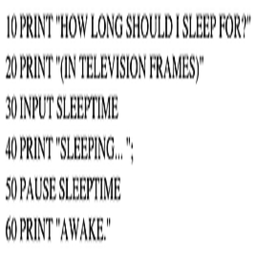 10 PRINT "HOW LONG SHOULD I SLEEP FOR?"
20 PRINT "(IN TELEVISION FRAMES)"
30 INPUT SLEEPTIME
40 PRINT "SLEEPING... ";
50 PAUSE SLEEPTIME
60 PRINT "AWAKE."